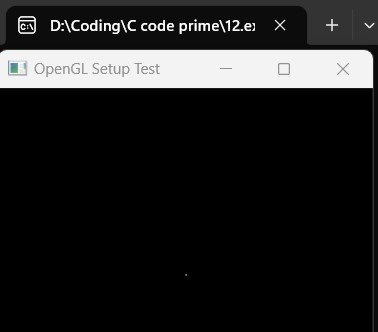 D:\Coding\C code prime\12.ex
OpenGL Setup Test